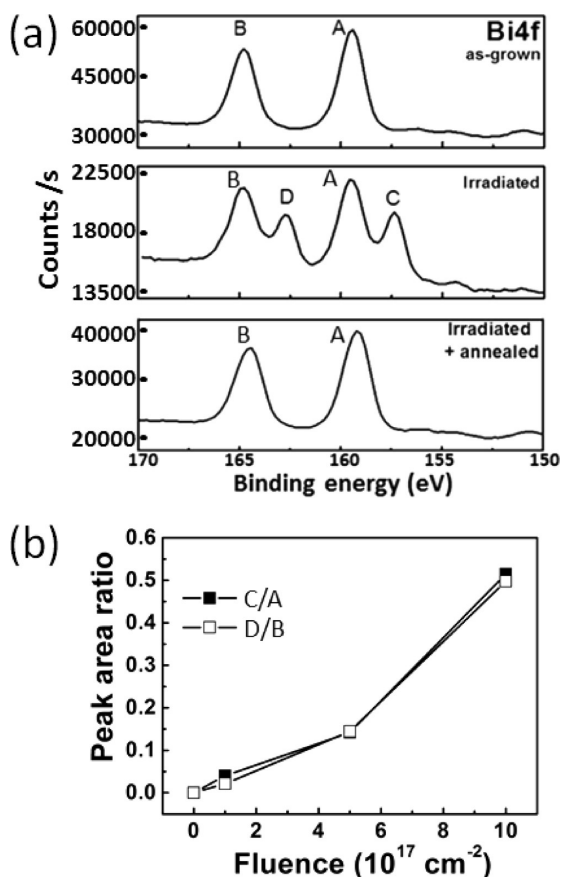 (a)
Bi4f
as-grown
B
A
60000
45000
30000
Irradiated
B
D
A
C
22500
18000
13500
Counts /s
Irradiated
+ annealed
B
A
40000
30000
20000
170 165 160 155 150
Binding energy (eV)
(b)
0.6
0.5
0.4
0.3
0.2
0.1
0.0
Peak area ratio
C/A
D/B
0 2 4 6 8 10
Fluence (10¹⁷ cm⁻²)